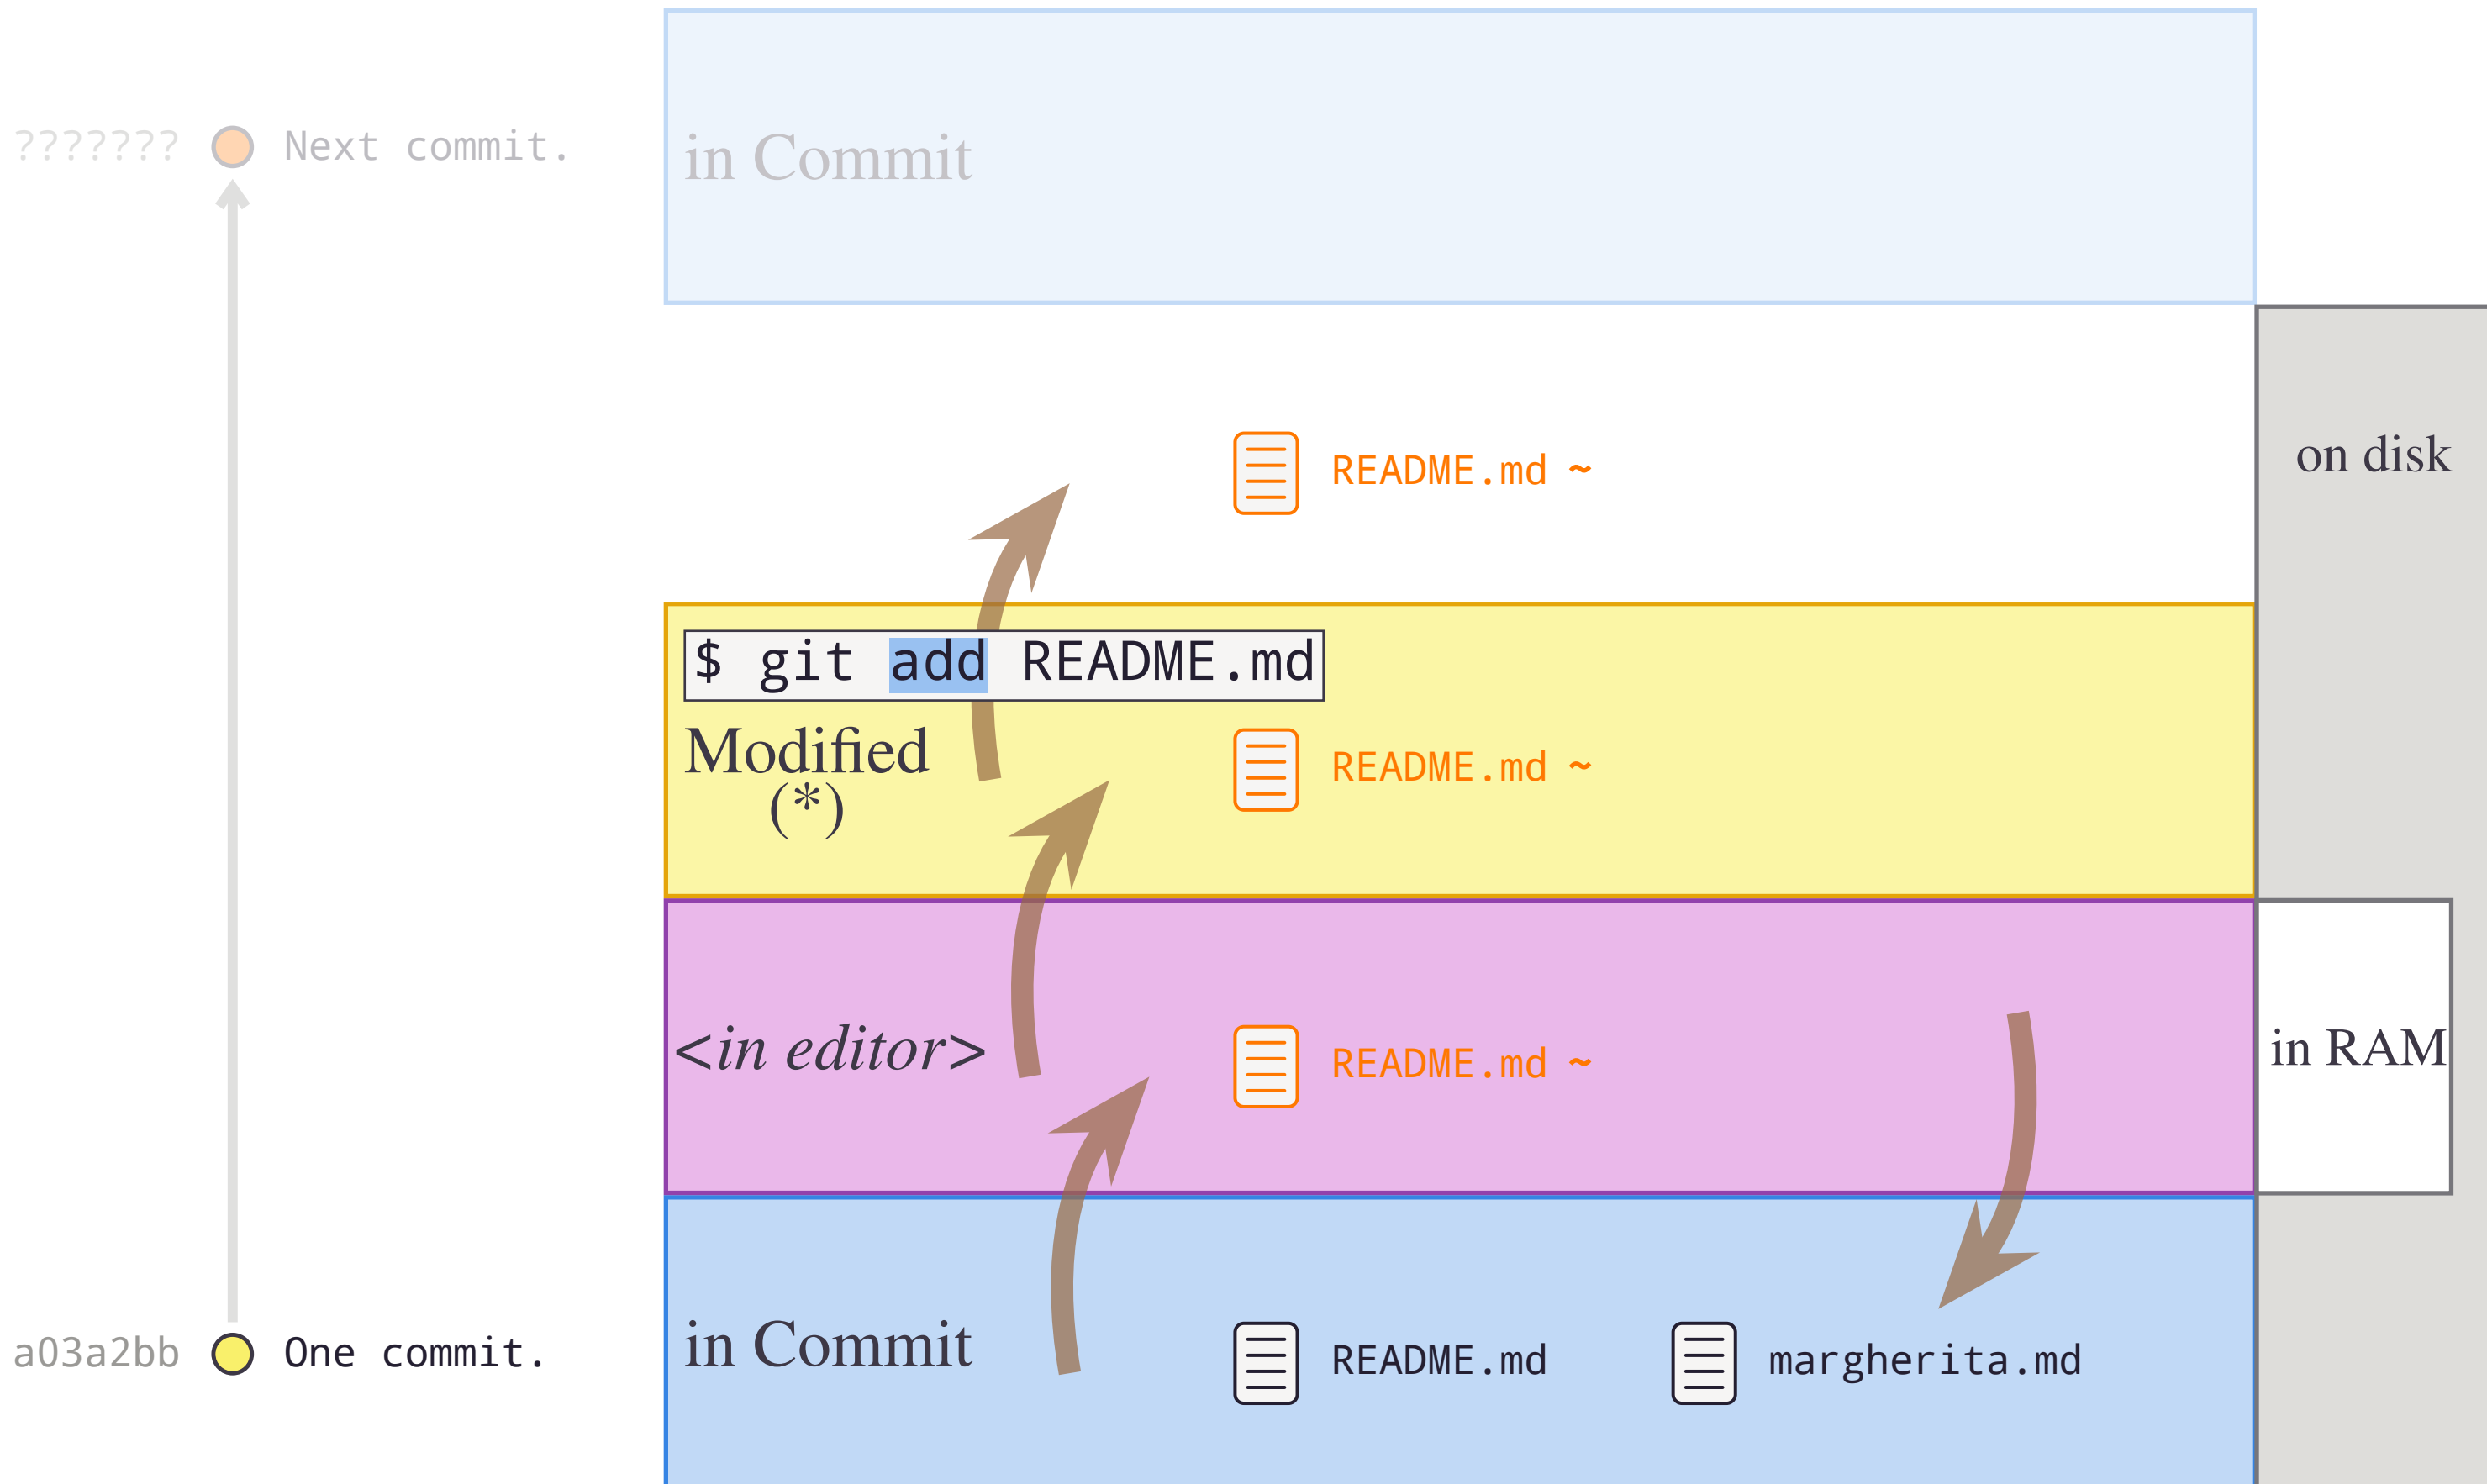 ??????? Next commit.
in Commit
README.md ~
on disk
$ git add README.md
Modified
(*)
README.md ~
<in editor>
README.md ~
in RAM
a03a2bb One commit.
in Commit
README.md
margherita.md